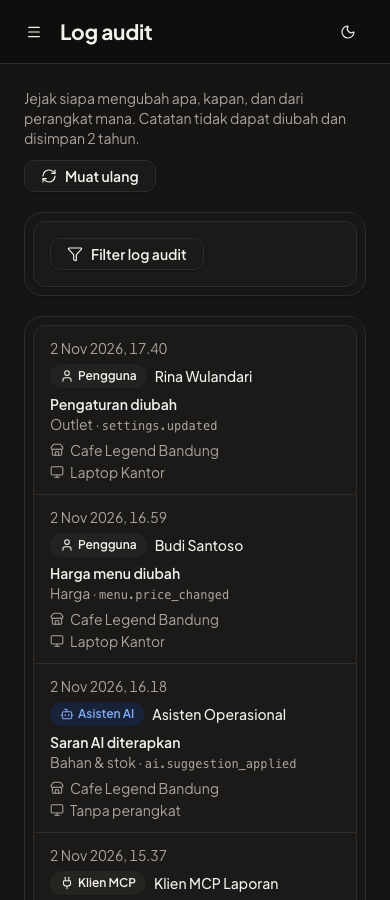 Log audit
Jejak siapa mengubah apa, kapan, dan dari
perangkat mana. Catatan tidak dapat diubah dan
disimpan 2 tahun.
Muat ulang
Filter log audit
2 Nov 2026, 17.40
Pengguna Rina Wulandari
Pengaturan diubah
Outlet · settings.updated
Cafe Legend Bandung
Laptop Kantor
2 Nov 2026, 16.59
Pengguna Budi Santoso
Harga menu diubah
Harga · menu.price_changed
Cafe Legend Bandung
Laptop Kantor
2 Nov 2026, 16.18
Asisten AI Asisten Operasional
Saran AI diterapkan
Bahan & stok · ai.suggestion_applied
Cafe Legend Bandung
Tanpa perangkat
2 Nov 2026, 15.37
Klien MCP Klien MCP Laporan